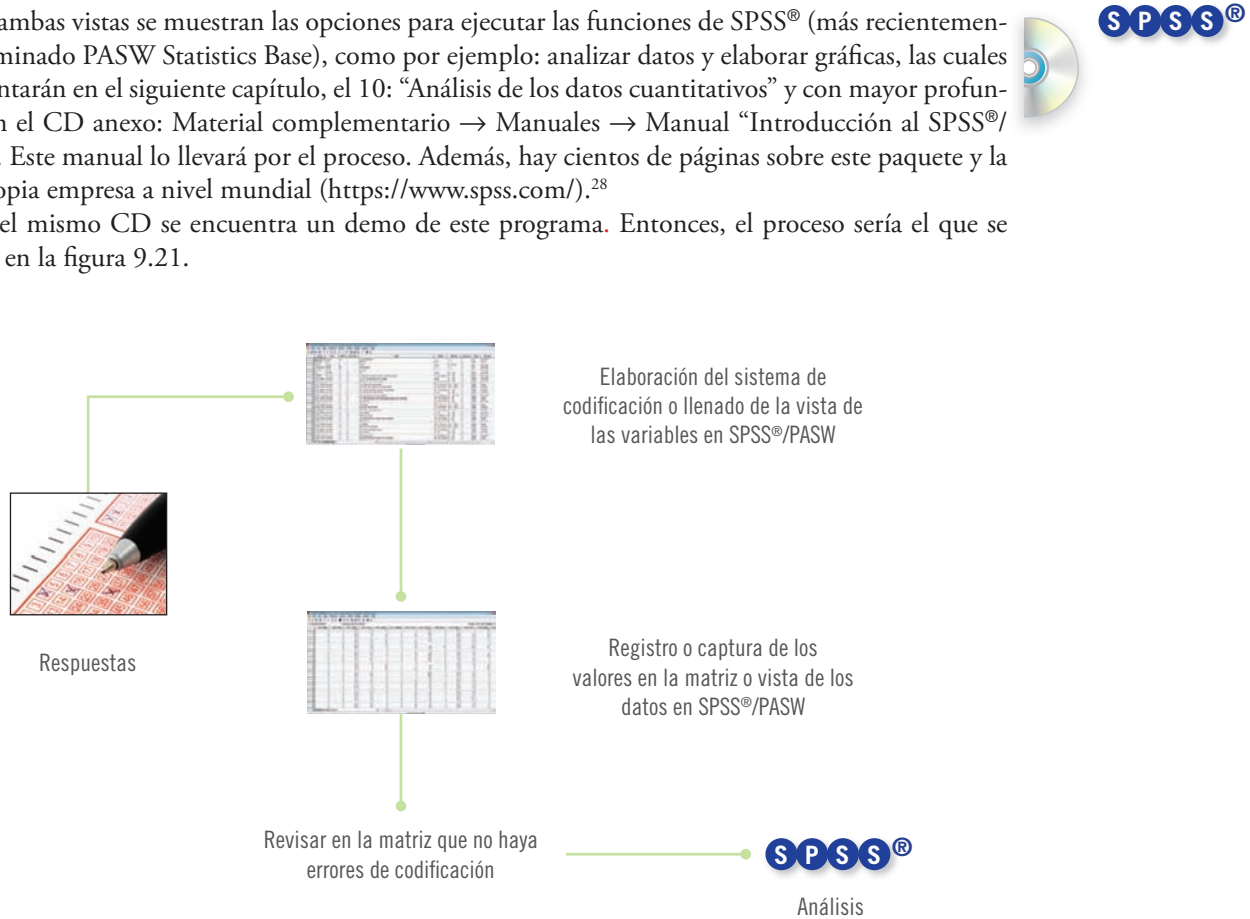 ambas vistas se muestran las opciones para ejecutar las funciones de SPSS® (más recientemen-
minado PASW Statistics Base), como por ejemplo: analizar datos y elaborar gráficas, las cuales
ntarán en el siguiente capítulo, el 10: “Análisis de los datos cuantitativos” y con mayor profun-
n el CD anexo: Material complementario → Manuales → Manual “Introducción al SPSS®/
. Este manual lo llevará por el proceso. Además, hay cientos de páginas sobre este paquete y la
opia empresa a nivel mundial (https://www.spss.com/).28
el mismo CD se encuentra un demo de este programa. Entonces, el proceso sería el que se
en la figura 9.21.
SPSS®
Elaboración del sistema de
codificación o llenado de la vista de
las variables en SPSS®/PASW
Respuestas
Registro o captura de los
valores en la matriz o vista de los
datos en SPSS®/PASW
Revisar en la matriz que no haya
errores de codificación
SPSS®
Análisis